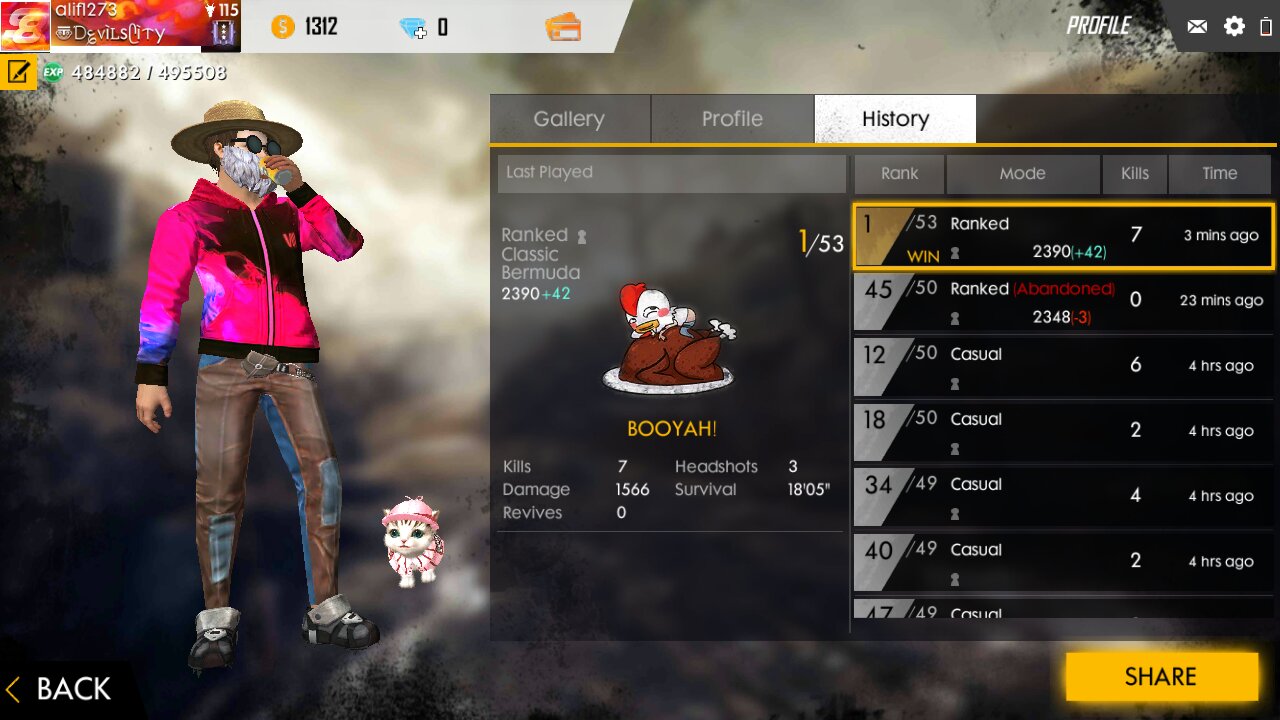 alif1273
115
1312
0
PROFILE
EXP 484882 / 495508
Gallery
Profile
History
Last Played
Ranked
Classic
Bermuda
2390+42
1/53
BOOYAH!
Kills 7 Headshots 3
Damage 1566 Survival 18'05"
Revives 0
Rank Mode Kills Time
1/53 WIN Ranked 2390(+42) 7 3 mins ago
45/50 Ranked (Abandoned) 2348(-3) 0 23 mins ago
12/50 Casual 6 4 hrs ago
18/50 Casual 2 4 hrs ago
34/49 Casual 4 4 hrs ago
40/49 Casual 2 4 hrs ago
47/49 Casual
SHARE
BACK